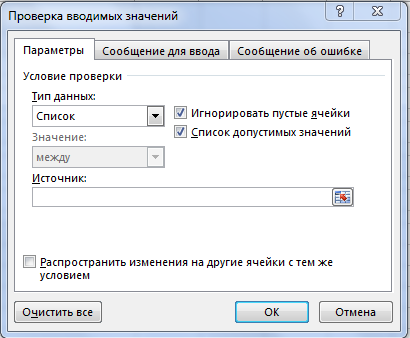 Проверка вводимых значений
Параметры
Сообщение для ввода
Сообщение об ошибке
Условие проверки
Тип данных:
Список
Игнорировать пустые ячейки
Список допустимых значений
Значение:
между
Источник:
Распространить изменения на другие ячейки с тем же
условием
Очистить все
ОК
Отмена